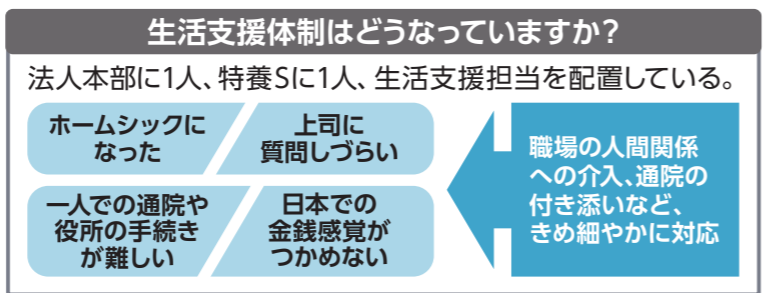 生活支援体制はどうなっていますか？
法人本部に1人、特養Sに1人、生活支援担当を配置している。
ホームシックに
なった
上司に
質問しづらい
一人での通院や
役所の手続き
が難しい
日本での
金銭感覚が
つかめない
職場の人間関係
への介入、通院の
付き添いなど、
きめ細やかに対応